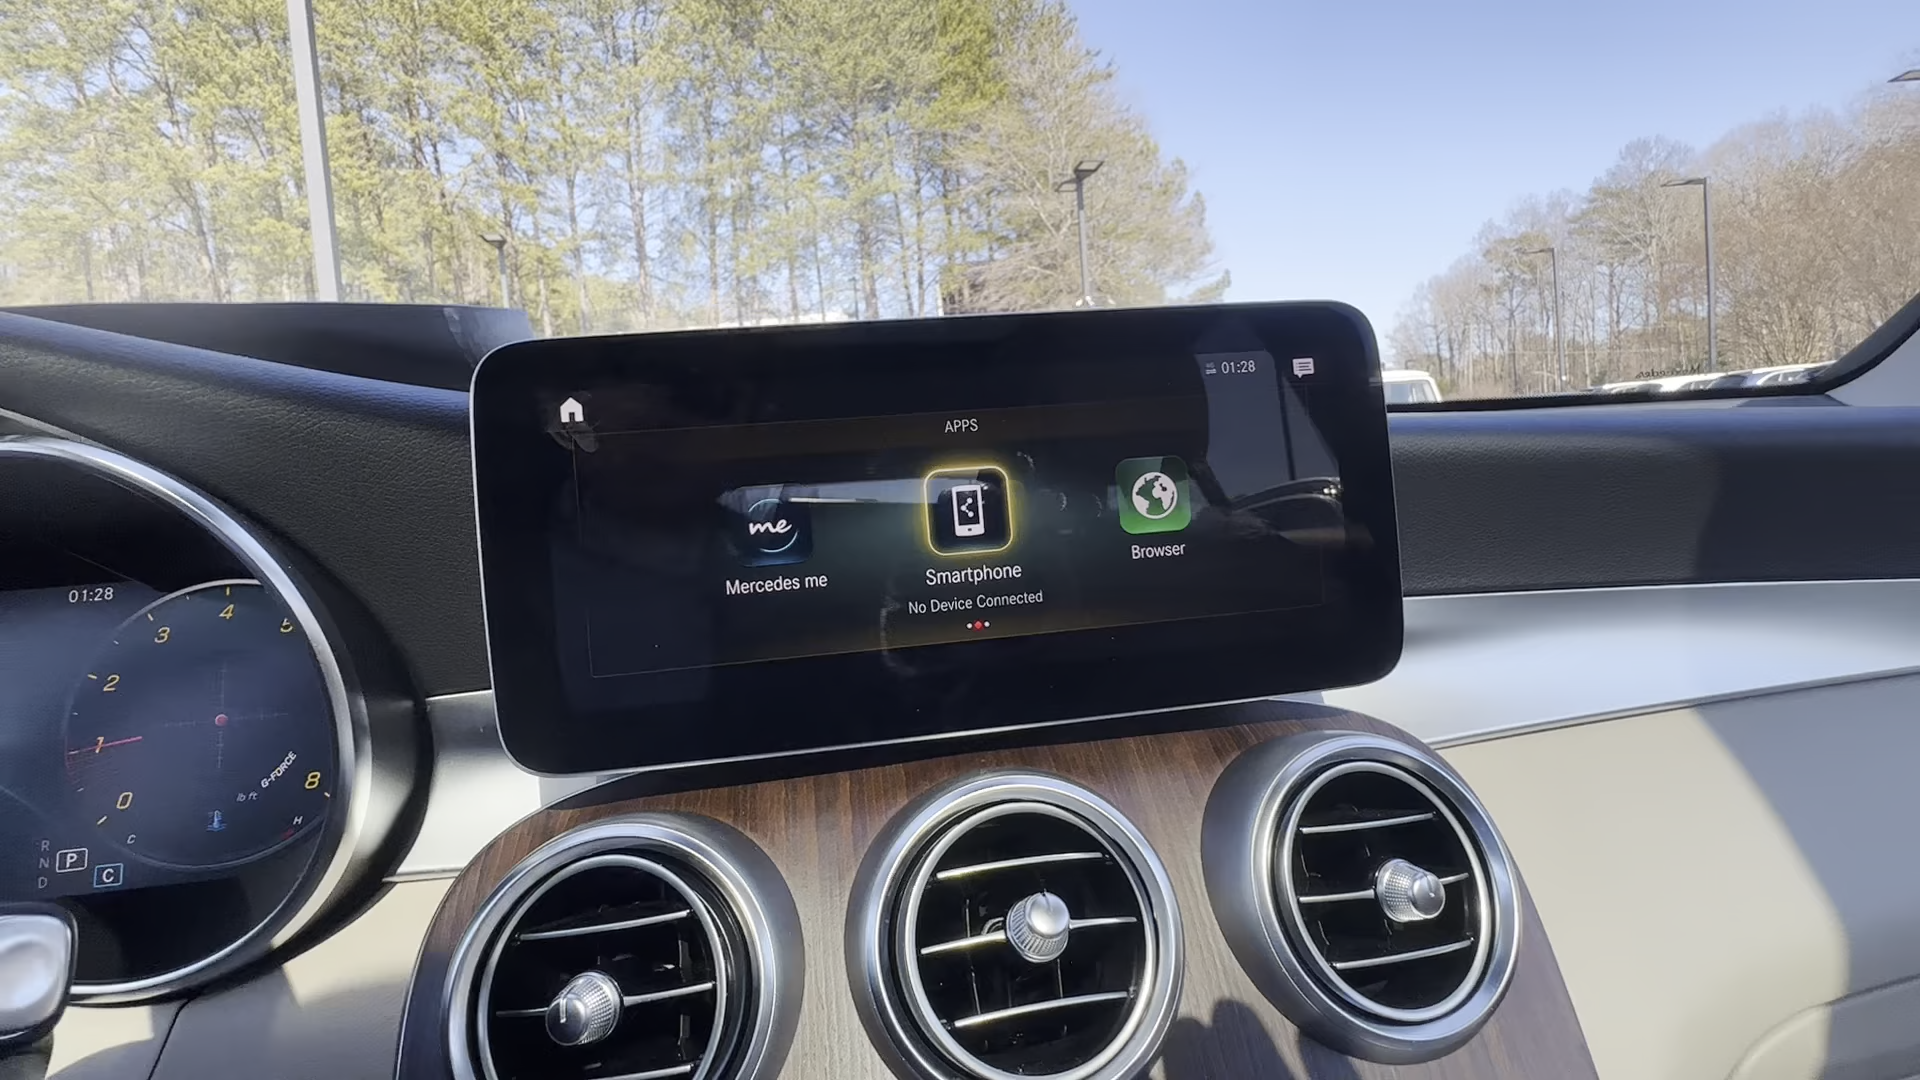 01:28
APPS
me
Mercedes me
Smartphone
No Device Connected
Browser
01:28
0
1
2
3
4
5
8
G-FORCE
lb ft
C
H
R
N
D
P
C